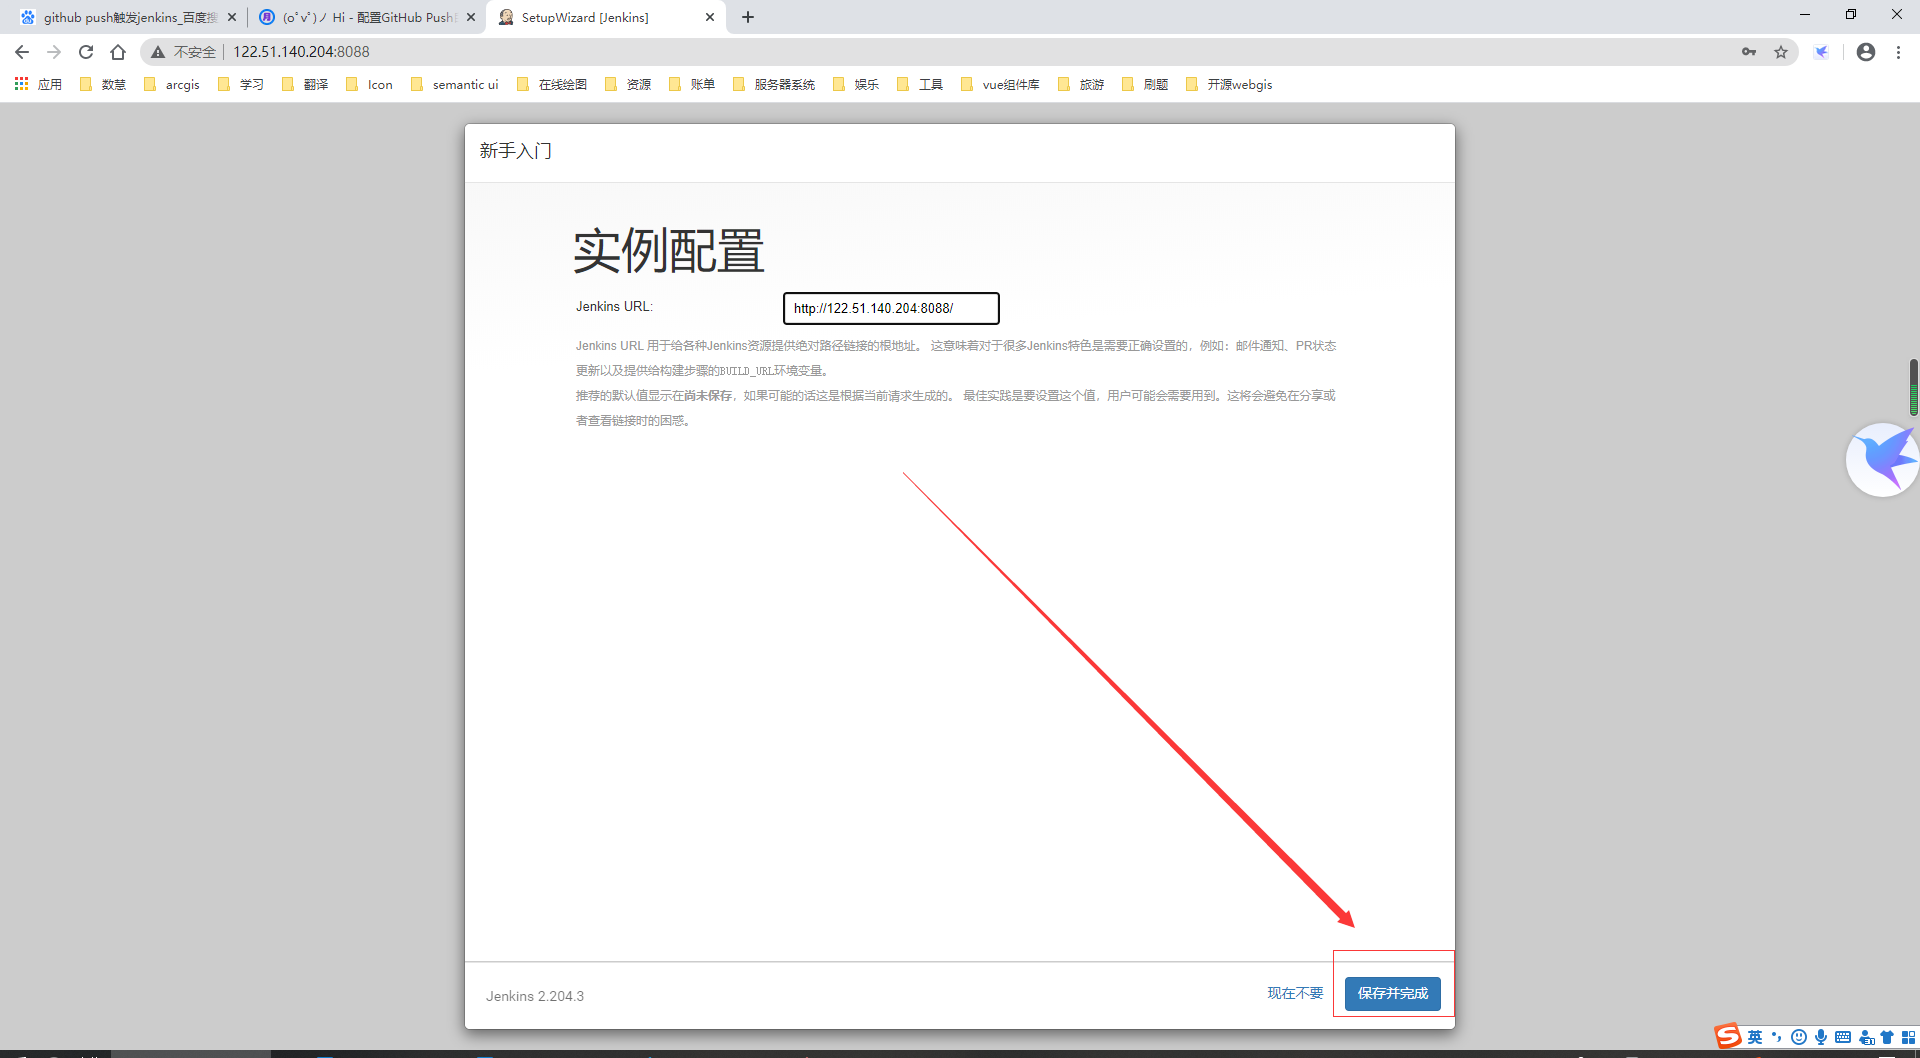 github push触发jenkins_百度搜
(oﾟvﾟ)ノ Hi - 配置GitHub Push
SetupWizard [Jenkins]
不安全
122.51.140.204:8088
应用
数慧
arcgis
学习
翻译
Icon
semantic ui
在线绘图
资源
账单
服务器系统
娱乐
工具
vue组件库
旅游
刷题
开源webgis
新手入门
实例配置
Jenkins URL:
http://122.51.140.204:8088/
Jenkins URL 用于给各种Jenkins资源提供绝对路径链接的根地址。 这意味着对于很多Jenkins特色是需要正确设置的，例如：邮件通知、PR状态
更新以及提供给构建步骤的BUILD_URL环境变量。
推荐的默认值显示在尚未保存，如果可能的话这是根据当前请求生成的。 最佳实践是要设置这个值，用户可能会需要用到。这将会避免在分享或
者查看链接时的困惑。
Jenkins 2.204.3
现在不要
保存并完成
英